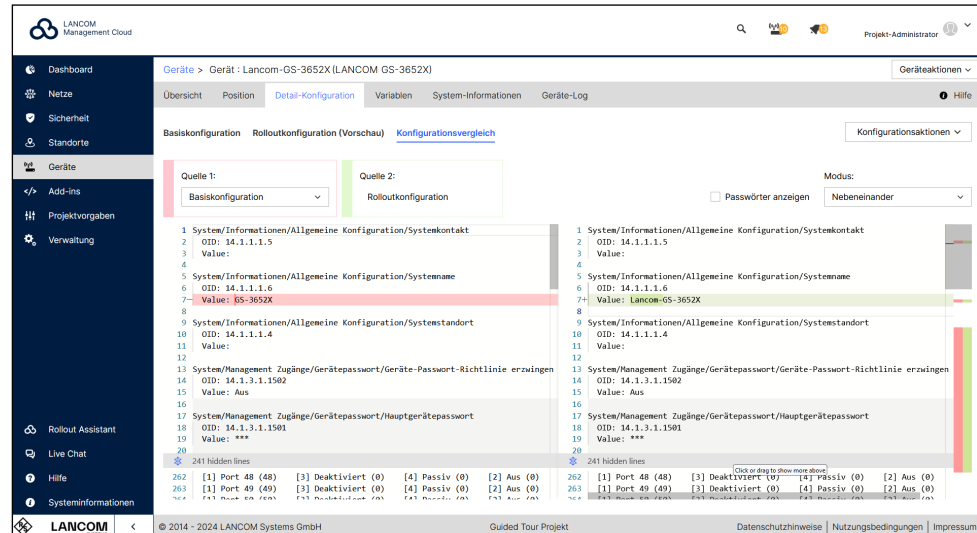 LANCOM
Management Cloud
Projekt-Administrator
Dashboard
Netze
Sicherheit
Standorte
Geräte
Add-ins
Projektvorgaben
Verwaltung
Rollout Assistant
Live Chat
Hilfe
Systeminformationen
LANCOM
Geräte > Gerät : Lancom-GS-3652X (LANCOM GS-3652X)
Geräteaktionen
Übersicht Position Detail-Konfiguration Variablen System-Informationen Geräte-Log Hilfe
Basiskonfiguration Rolloutkonfiguration (Vorschau) Konfigurationsvergleich Konfigurationsaktionen
Quelle 1: Quelle 2: Modus:
Basiskonfiguration Rolloutkonfiguration Passwörter anzeigen Nebeneinander
1 System/Informationen/Allgemeine Konfiguration/Systemkontakt
2 OID: 14.1.1.1.5
3 Value:
4
5 System/Informationen/Allgemeine Konfiguration/Systemname
6 OID: 14.1.1.1.6
7- Value: GS-3652X
8
9 System/Informationen/Allgemeine Konfiguration/Systemstandort
10 OID: 14.1.1.1.4
11 Value:
12
13 System/Management Zugänge/Gerätepasswort/Geräte-Passwort-Richtlinie erzwingen
14 OID: 14.1.3.1.1502
15 Value: Aus
16
17 System/Management Zugänge/Gerätepasswort/Hauptgerätepasswort
18 OID: 14.1.3.1.1501
19 Value: ***
20
241 hidden lines
262 [1] Port 48 (48) [3] Deaktiviert (0) [4] Passiv (0) [2] Aus (0)
263 [1] Port 49 (49) [3] Deaktiviert (0) [4] Passiv (0) [2] Aus (0)
1 System/Informationen/Allgemeine Konfiguration/Systemkontakt
2 OID: 14.1.1.1.5
3 Value:
4
5 System/Informationen/Allgemeine Konfiguration/Systemname
6 OID: 14.1.1.1.6
7+ Value: Lancom-GS-3652X
8
9 System/Informationen/Allgemeine Konfiguration/Systemstandort
10 OID: 14.1.1.1.4
11 Value:
12
13 System/Management Zugänge/Gerätepasswort/Geräte-Passwort-Richtlinie erzwingen
14 OID: 14.1.3.1.1502
15 Value: Aus
16
17 System/Management Zugänge/Gerätepasswort/Hauptgerätepasswort
18 OID: 14.1.3.1.1501
19 Value: ***
20
241 hidden lines
Click or drag to show more above
262 [1] Port 48 (48) [3] Deaktiviert (0) [4] Passiv (0) [2] Aus (0)
263 [1] Port 49 (49) [3] Deaktiviert (0) [4] Passiv (0) [2] Aus (0)
© 2014 - 2024 LANCOM Systems GmbH Guided Tour Projekt Datenschutzhinweise | Nutzungsbedingungen | Impressum